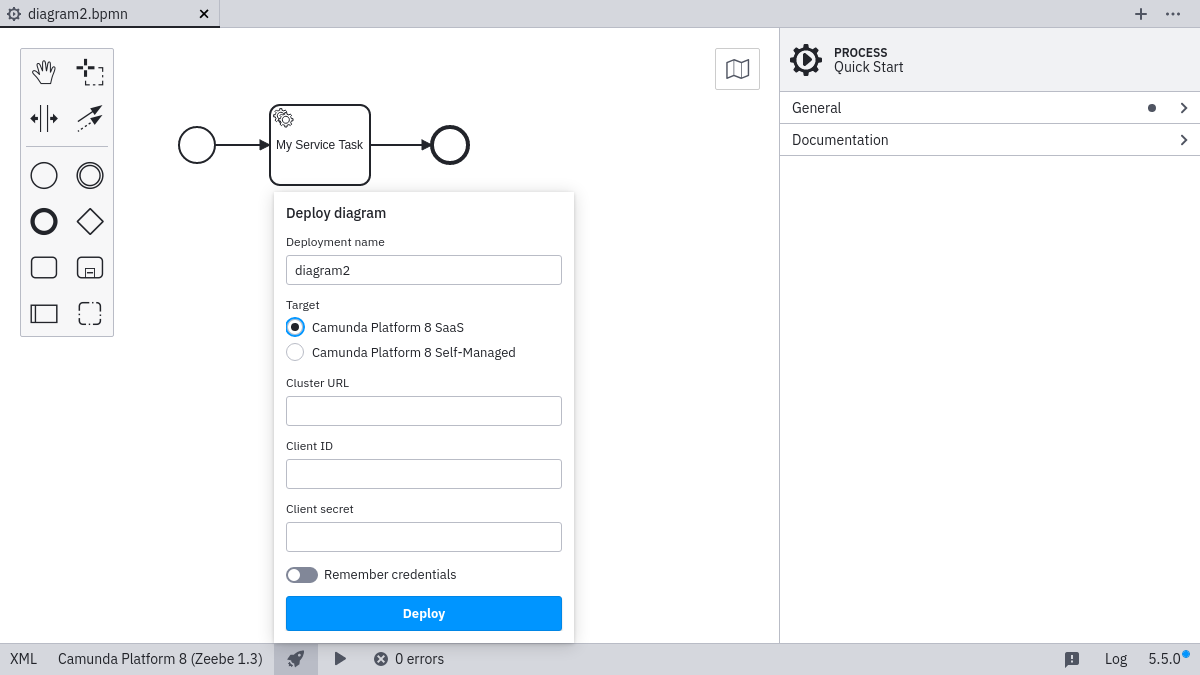 diagram2.bpmn
PROCESS
Quick Start
General
Documentation
My Service Task
Deploy diagram
Deployment name
diagram2
Target
Camunda Platform 8 SaaS
Camunda Platform 8 Self-Managed
Cluster URL
Client ID
Client secret
Remember credentials
Deploy
XML Camunda Platform 8 (Zeebe 1.3) 0 errors Log 5.5.0